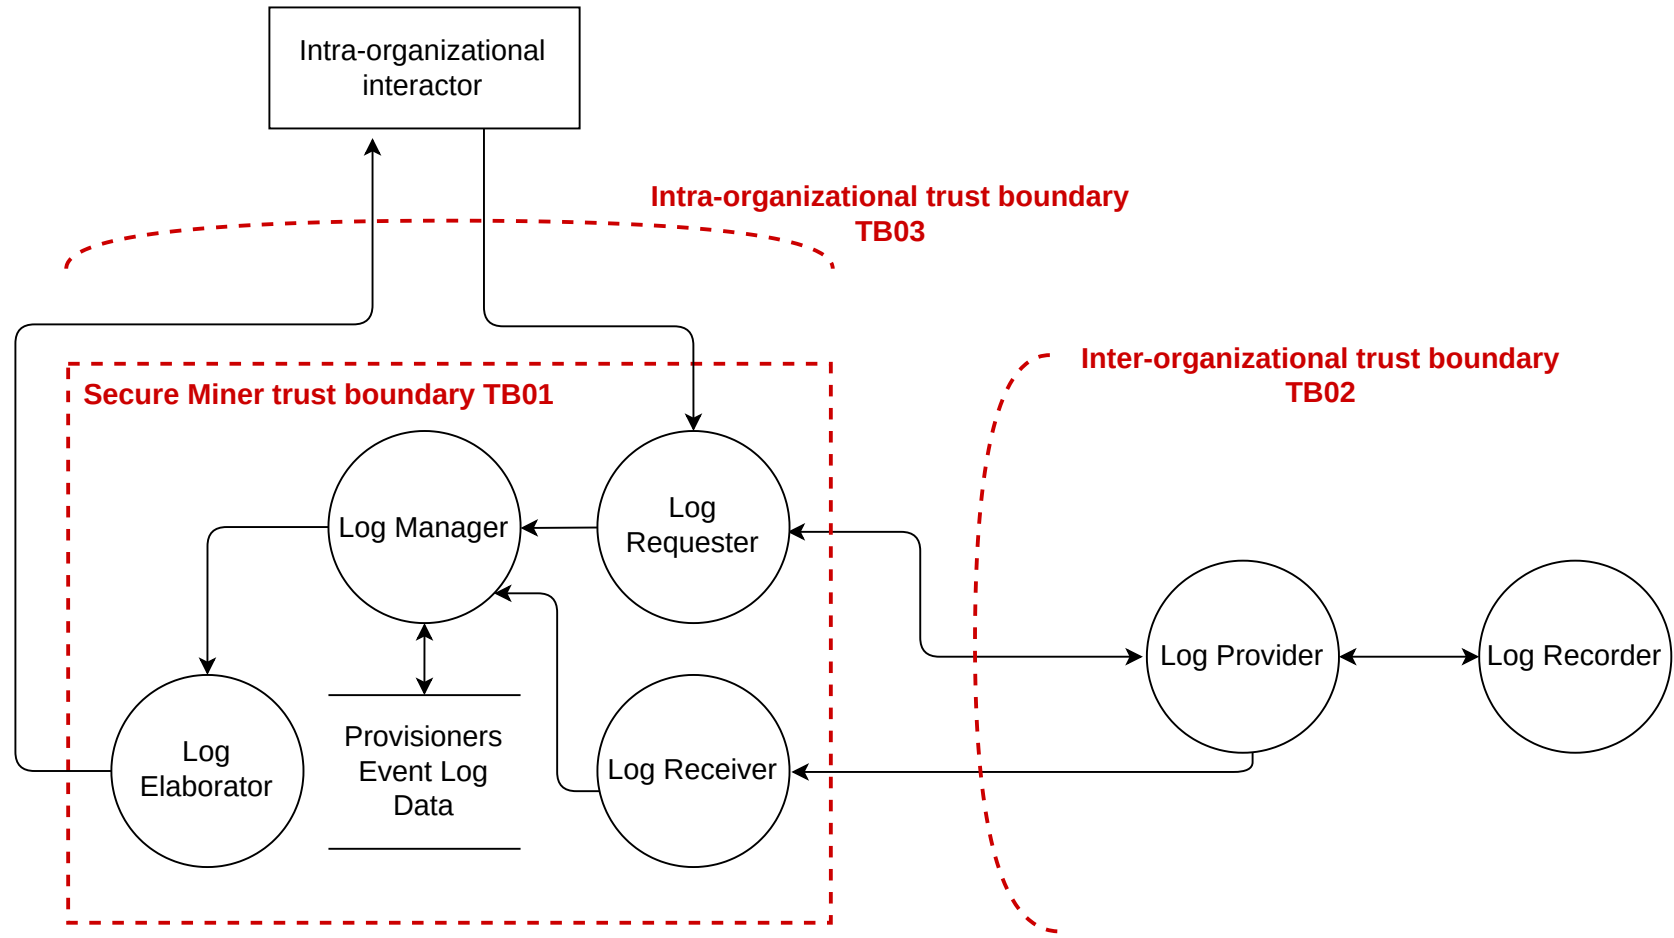 Intra-organizational
interactor
Intra-organizational trust boundary
TB03
Inter-organizational trust boundary
TB02
Secure Miner trust boundary TB01
Log Manager
Log
Requester
Log Provider
Log Recorder
Log
Elaborator
Provisioners
Event Log
Data
Log Receiver